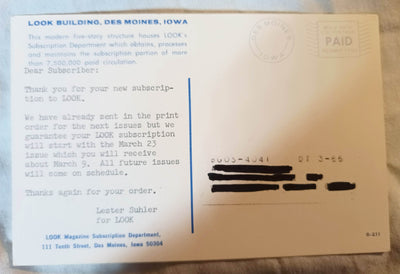 LOOK BUILDING, DES MOINES, IOWA
This modern five-story structure houses LOOK's
Subscription Department which obtains, processes
and maintains the subscription portion of more
than 7,500,000 paid circulation.
Dear Subscriber:
Thank you for your new subscrip-
tion to LOOK.
We have already sent in the print
order for the next issues but we
guarantee your LOOK subscription
will start with the March 23
issue which you will receive
about March 9. All future issues
will come on schedule.
Thanks again for your order.
Lester Suhler
for LOOK
LOOK Magazine Subscription Department,
111 Tenth Street, Des Moines, Iowa 50304
DES MOINES
IOWA
PAID
DI 3-65